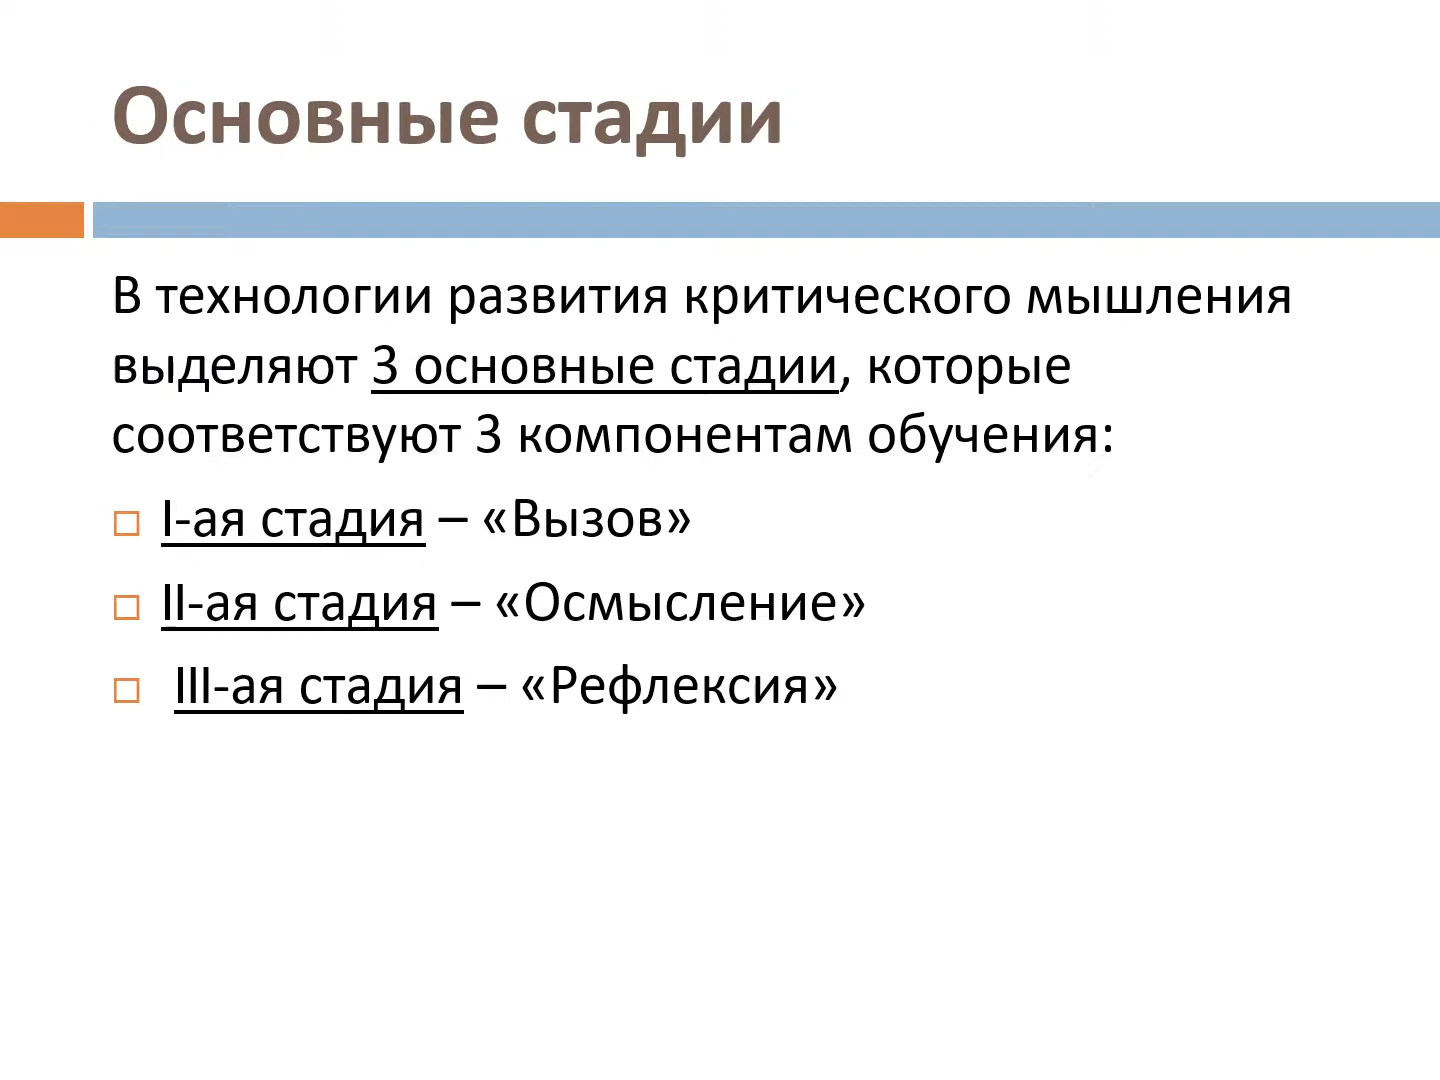 Основные стадии
В технологии развития критического мышления
выделяют 3 основные стадии, которые
соответствуют 3 компонентам обучения:
I-ая стадия – «Вызов»
II-ая стадия – «Осмысление»
III-ая стадия – «Рефлексия»